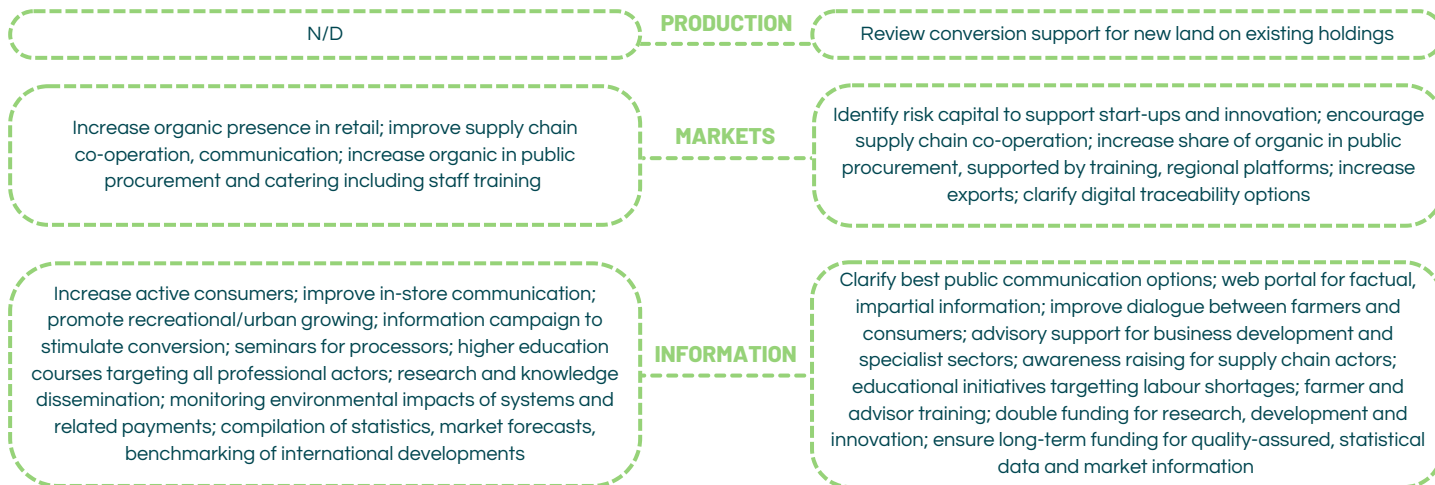 N/D
PRODUCTION
Review conversion support for new land on existing holdings
Increase organic presence in retail; improve supply chain
co-operation, communication; increase organic in public
procurement and catering including staff training
MARKETS
Identify risk capital to support start-ups and innovation; encourage
supply chain co-operation; increase share of organic in public
procurement, supported by training, regional platforms; increase
exports; clarify digital traceability options
Increase active consumers; improve in-store communication;
promote recreational/urban growing; information campaign to
stimulate conversion; seminars for processors; higher education
courses targeting all professional actors; research and knowledge
dissemination; monitoring environmental impacts of systems and
related payments; compilation of statistics, market forecasts,
benchmarking of international developments
INFORMATION
Clarify best public communication options; web portal for factual,
impartial information; improve dialogue between farmers and
consumers; advisory support for business development and
specialist sectors; awareness raising for supply chain actors;
educational initiatives targetting labour shortages; farmer and
advisor training; double funding for research, development and
innovation; ensure long-term funding for quality-assured, statistical
data and market information